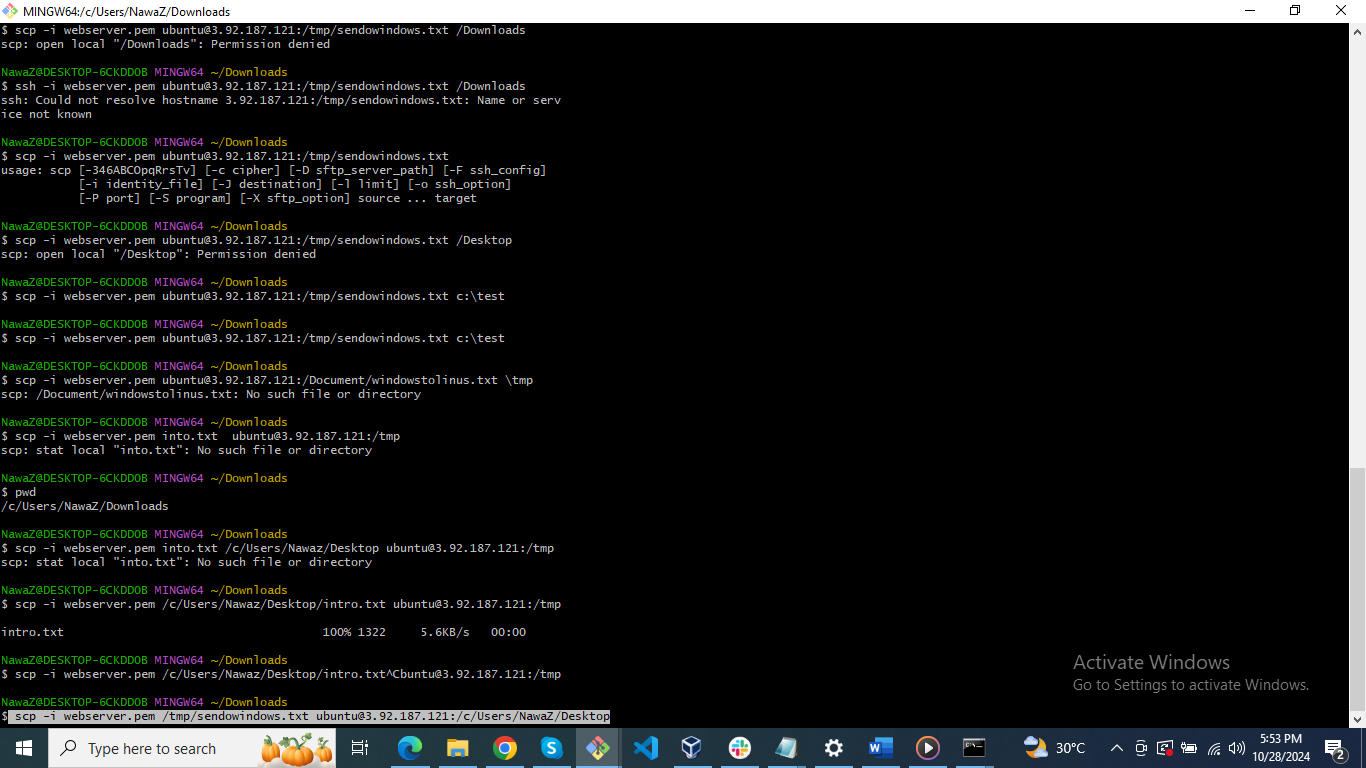 MINGW64:/c/Users/NawaZ/Downloads
$ scp -i webserver.pem ubuntu@3.92.187.121:/tmp/sendowindows.txt /Downloads
scp: open local "/Downloads": Permission denied
NawaZ@DESKTOP-6CKDDOB MINGW64 ~/Downloads
$ ssh -i webserver.pem ubuntu@3.92.187.121:/tmp/sendowindows.txt /Downloads
ssh: Could not resolve hostname 3.92.187.121:/tmp/sendowindows.txt: Name or serv
ice not known
NawaZ@DESKTOP-6CKDDOB MINGW64 ~/Downloads
$ scp -i webserver.pem ubuntu@3.92.187.121:/tmp/sendowindows.txt
usage: scp [-346ABCOpqRrsTv] [-c cipher] [-D sftp_server_path] [-F ssh_config]
[-i identity_file] [-J destination] [-l limit] [-o ssh_option]
[-P port] [-S program] [-X sftp_option] source ... target
NawaZ@DESKTOP-6CKDDOB MINGW64 ~/Downloads
$ scp -i webserver.pem ubuntu@3.92.187.121:/tmp/sendowindows.txt /Desktop
scp: open local "/Desktop": Permission denied
NawaZ@DESKTOP-6CKDDOB MINGW64 ~/Downloads
$ scp -i webserver.pem ubuntu@3.92.187.121:/tmp/sendowindows.txt c:\test
NawaZ@DESKTOP-6CKDDOB MINGW64 ~/Downloads
$ scp -i webserver.pem ubuntu@3.92.187.121:/tmp/sendowindows.txt c:\test
NawaZ@DESKTOP-6CKDDOB MINGW64 ~/Downloads
$ scp -i webserver.pem ubuntu@3.92.187.121:/Document/windowstolinus.txt \tmp
scp: /Document/windowstolinus.txt: No such file or directory
NawaZ@DESKTOP-6CKDDOB MINGW64 ~/Downloads
$ scp -i webserver.pem into.txt  ubuntu@3.92.187.121:/tmp
scp: stat local "into.txt": No such file or directory
NawaZ@DESKTOP-6CKDDOB MINGW64 ~/Downloads
$ pwd
/c/Users/NawaZ/Downloads
NawaZ@DESKTOP-6CKDDOB MINGW64 ~/Downloads
$ scp -i webserver.pem into.txt /c/Users/Nawaz/Desktop ubuntu@3.92.187.121:/tmp
scp: stat local "into.txt": No such file or directory
NawaZ@DESKTOP-6CKDDOB MINGW64 ~/Downloads
$ scp -i webserver.pem /c/Users/Nawaz/Desktop/intro.txt ubuntu@3.92.187.121:/tmp
intro.txt 100% 1322 5.6KB/s 00:00
NawaZ@DESKTOP-6CKDDOB MINGW64 ~/Downloads
$ scp -i webserver.pem /c/Users/Nawaz/Desktop/intro.txt^Cbuntu@3.92.187.121:/tmp
NawaZ@DESKTOP-6CKDDOB MINGW64 ~/Downloads
$ scp -i webserver.pem /tmp/sendowindows.txt ubuntu@3.92.187.121:/c/Users/NawaZ/Desktop
Activate Windows
Go to Settings to activate Windows.
Type here to search
30°C
5:53 PM
10/28/2024
2